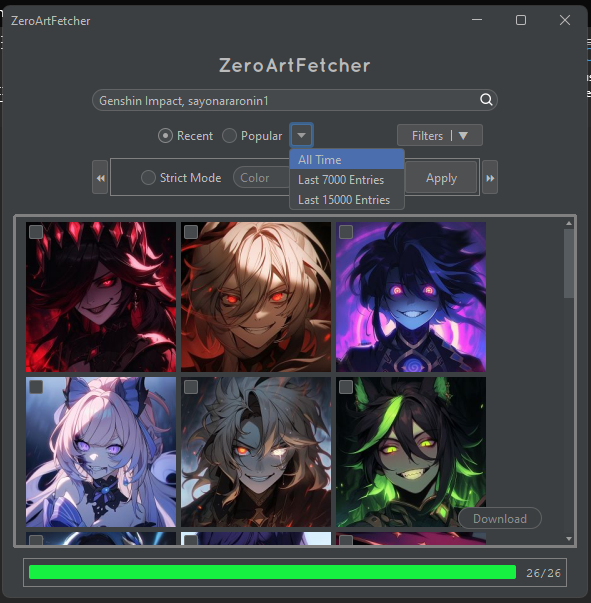 ZeroArtFetcher
ZeroArtFetcher
Genshin Impact, sayonararonin1
Recent Popular Filters
All Time
Last 7000 Entries
Last 15000 Entries
Strict Mode Color Apply
Download
26/26